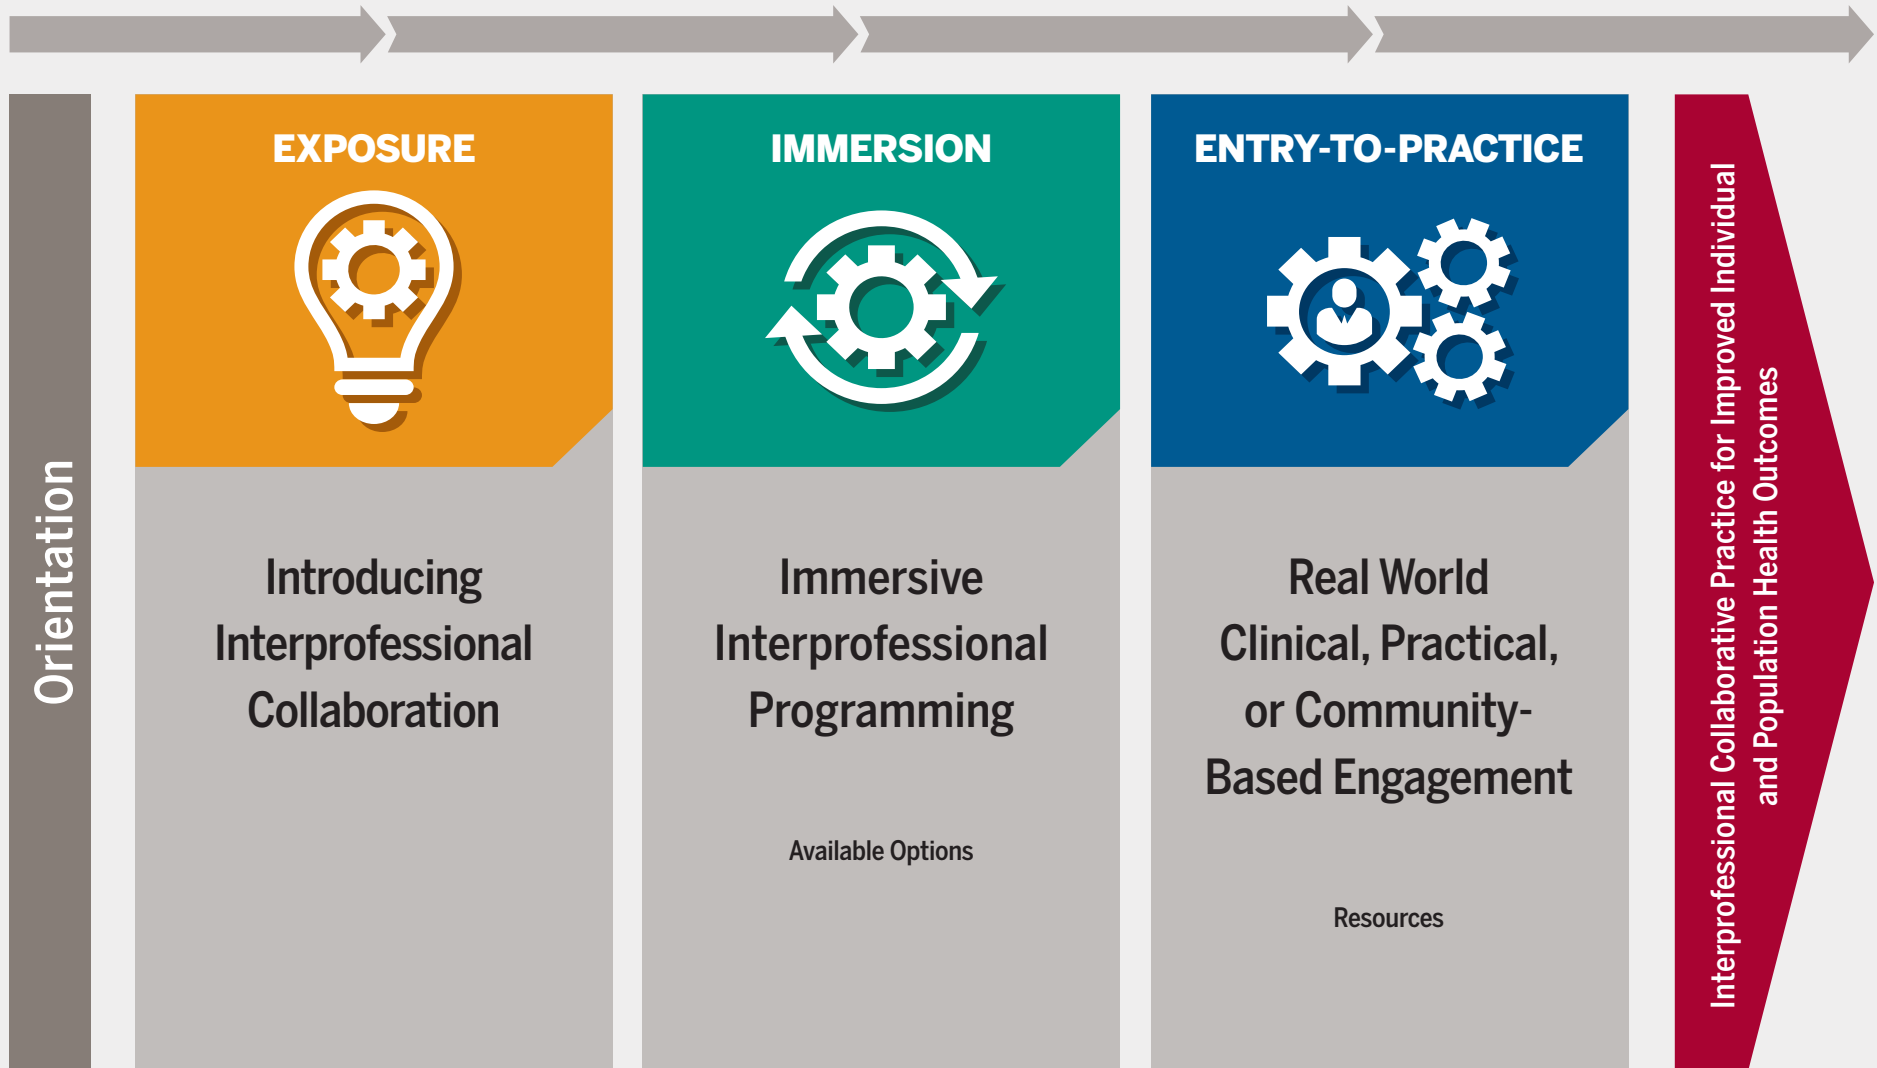 Orientation
EXPOSURE
Introducing
Interprofessional
Collaboration
IMMERSION
Immersive
Interprofessional
Programming
Available Options
ENTRY-TO-PRACTICE
Real World
Clinical, Practical,
or Community-
Based Engagement
Resources
Interprofessional Collaborative Practice for Improved Individual
and Population Health Outcomes